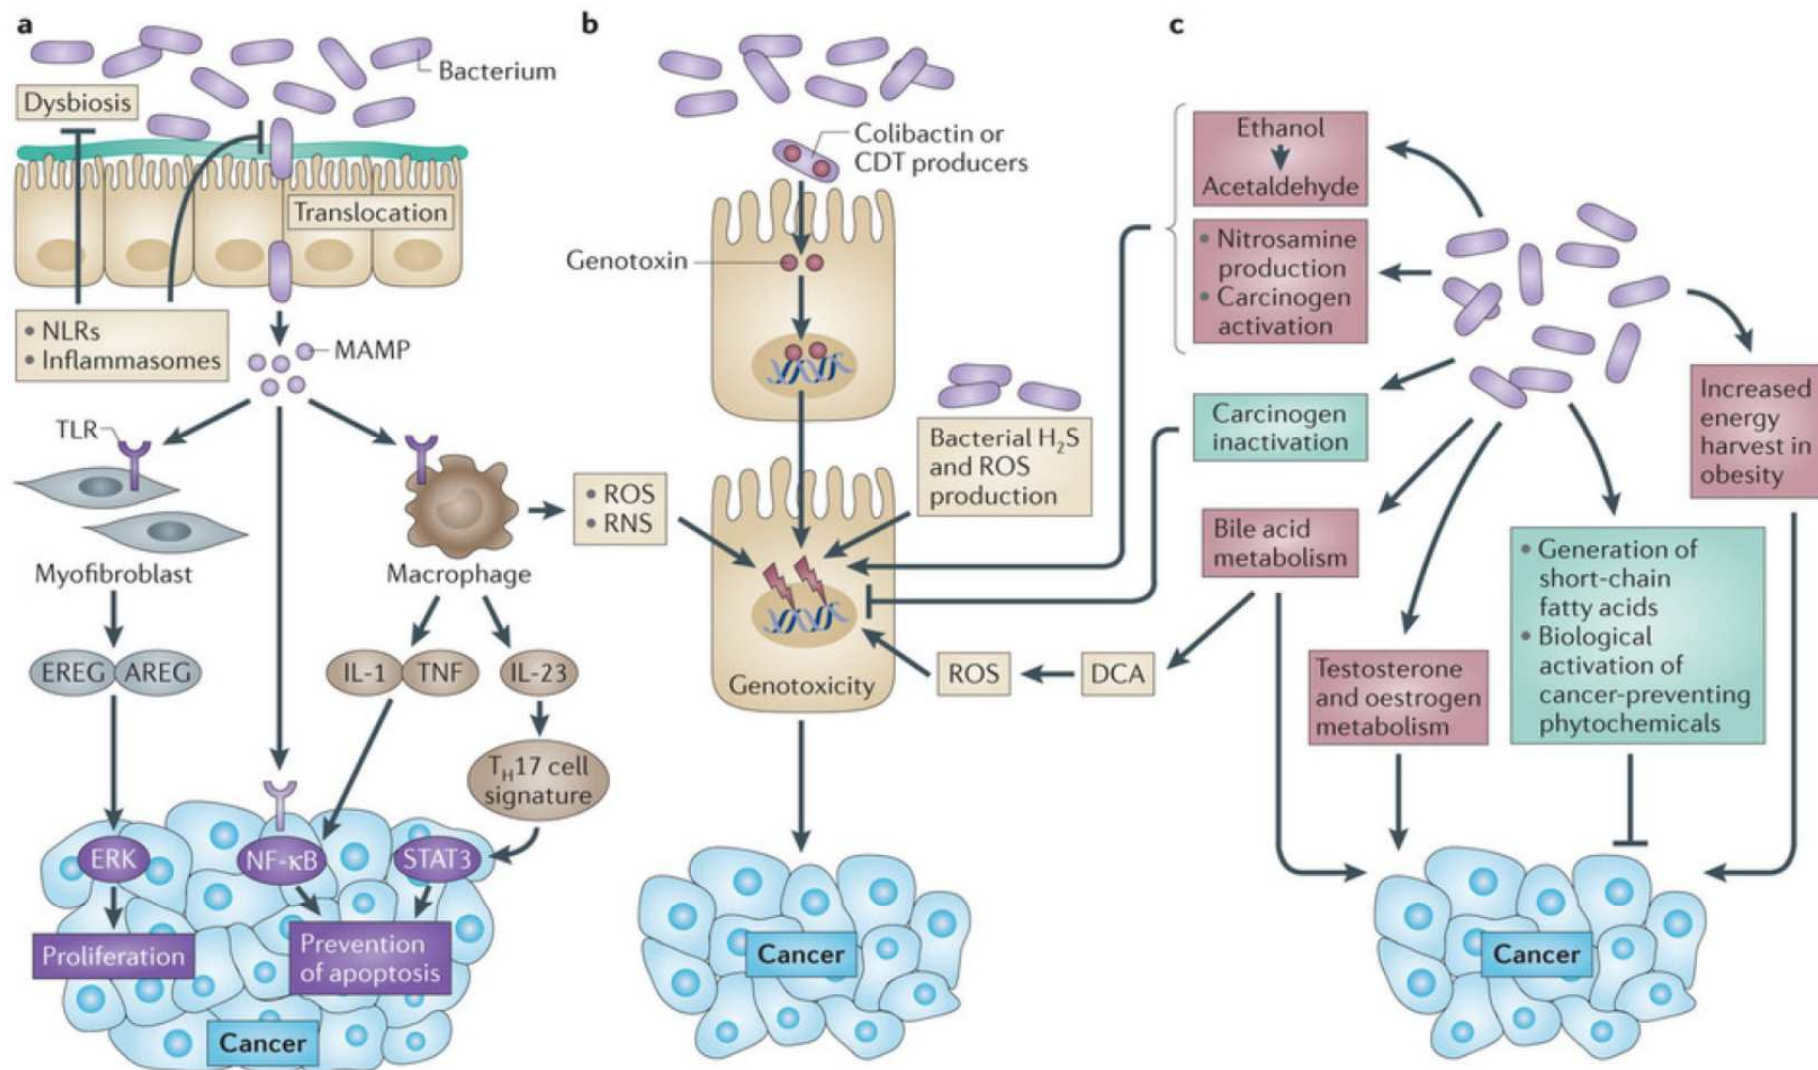 a
Bacterium
Dysbiosis
Translocation
• NLRs
• Inflammasomes
MAMP
TLR
Myofibroblast
Macrophage
• ROS
• RNS
EREG AREG
IL-1 TNF
IL-23
TH17 cell
signature
ERK
NF-κB
STAT3
Proliferation
Prevention
of apoptosis
Cancer
b
Colibactin or
CDT producers
Genotoxin
Bacterial H₂S
and ROS
production
Genotoxicity
ROS
DCA
Cancer
c
Ethanol
Acetaldehyde
• Nitrosamine
production
• Carcinogen
activation
Carcinogen
inactivation
Bile acid
metabolism
Testosterone
and oestrogen
metabolism
• Generation of
short-chain
fatty acids
• Biological
activation of
cancer-preventing
phytochemicals
Increased
energy
harvest in
obesity
Cancer